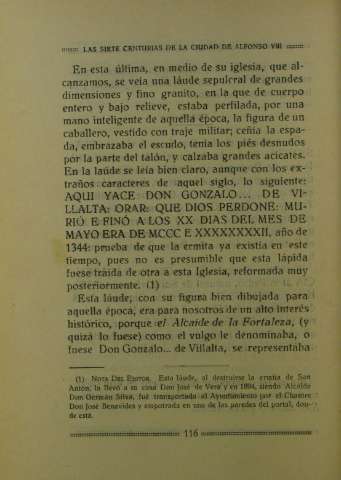 LAS SIETE CENTURIAS DE LA CIUDAD DE ALFONSO VIII
En esta última, en medio de su iglesia, que al-
canzamos, se veía una láude sepulcral de grandes
dimensiones y fino granito, en la que de cuerpo
entero y bajo relieve, estaba perfilada, por una
mano inteligente de aquella época, la figura de un
caballero, vestido con traje militar; ceñía la espa-
da, embrazaba el escudo, tenía los piés desnudos
por la parte del talón, y calzaba grandes acicates.
En la laúde se leía bien claro, aunque con los ex-
traños caracteres de aquel siglo, lo siguiente:
AQUI YACE DON GONZALO... DE VI-
LLALTA: ORAR: QUE DIOS PERDONE: MU-
RIÓ E FINÓ A LOS XX DIAS DEL MES DE
MAYO ERA DE MCCC E XXXXXXXXII, año de
1344: prueba de que la ermita ya existía en este
tiempo, pues no es presumible que esta lápida
fuese traída de otra a esta Iglesia, reformada muy
posteriormente. (1)
Esta láude, con su figura bien dibujada para
aquella época, era para nosotros de un alto interés
histórico, porque el Alcaide de la Fortaleza, (y
quizá lo fuese) como el vulgo le denominaba, o
fuese Don Gonzalo... de Villalta, se representaba
(1) NOTA DEL EDITOR. Esta láude, al destruirse la ermita de San
Antón, la llevó a su casa Don José de Vera y en 1894, siendo Alcalde
Don Germán Silva, fué transportada al Ayuntamiento por el Chantre
Don José Benavides y empotrada en una de las paredes del portal, don-
de está.
116